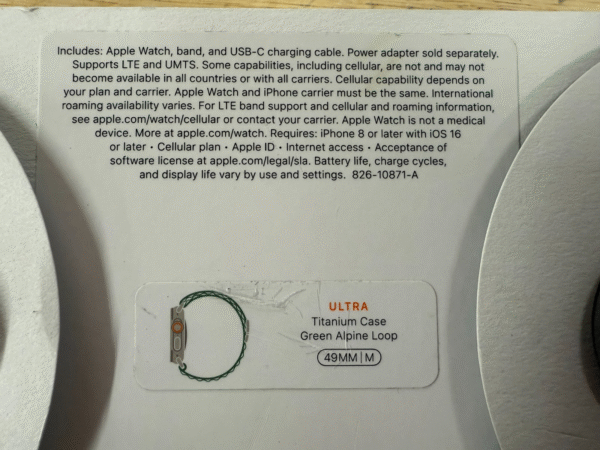 Includes: Apple Watch, band, and USB-C charging cable. Power adapter sold separately.
Supports LTE and UMTS. Some capabilities, including cellular, are not and may not
become available in all countries or with all carriers. Cellular capability depends on
your plan and carrier. Apple Watch and iPhone carrier must be the same. International
roaming availability varies. For LTE band support and cellular and roaming information,
see apple.com/watch/cellular or contact your carrier. Apple Watch is not a medical
device. More at apple.com/watch. Requires: iPhone 8 or later with iOS 16
or later • Cellular plan • Apple ID • Internet access • Acceptance of
software license at apple.com/legal/sla. Battery life, charge cycles,
and display life vary by use and settings. 826-10871-A
ULTRA
Titanium Case
Green Alpine Loop
49MM | M